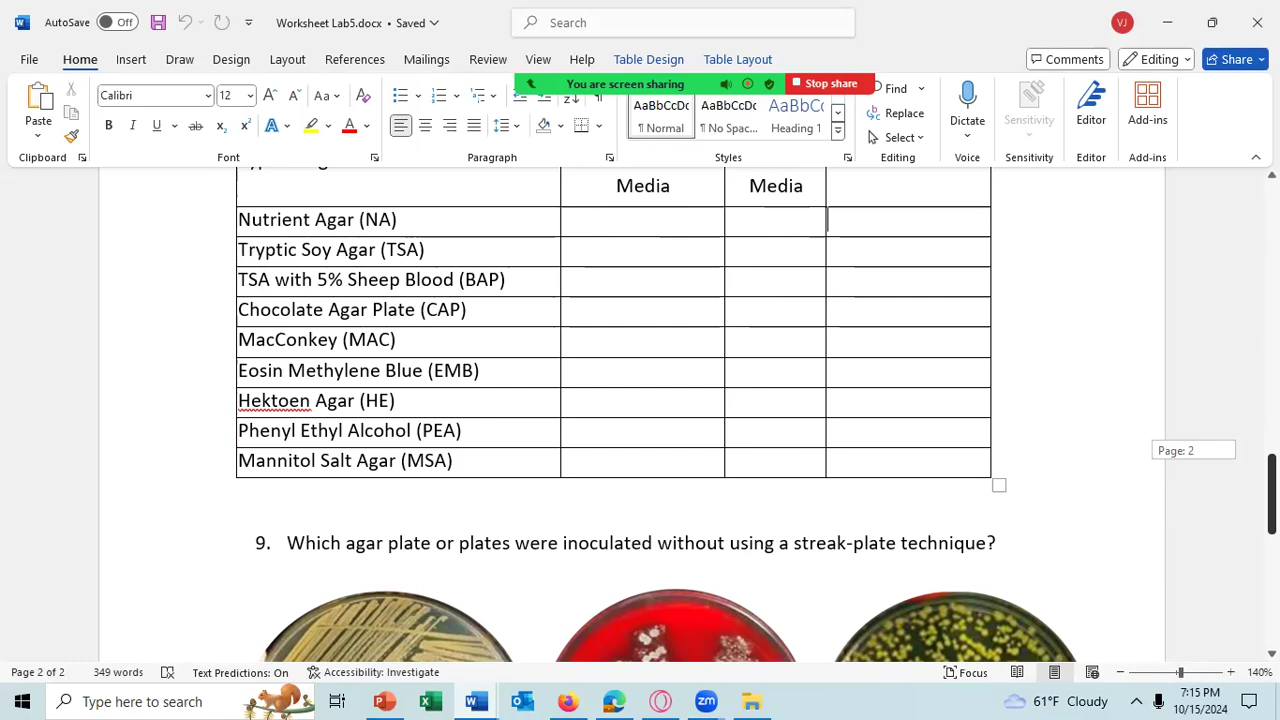 AutoSave Off Worksheet Lab5.docx • Saved Search VJ
File Home Insert Draw Design Layout References Mailings Review View Help Table Design Table Layout Comments Editing Share
You are screen sharing Stop share
Paste Calibri 12 Aa AaBbCcDc AaBbCcDc AaBbCc Find
B I U ab x₂ x² A A Normal No Spac... Heading 1 Replace
Select Dictate Sensitivity Editor Add-ins
Clipboard Font Paragraph Styles Editing Voice Sensitivity Editor Add-ins
Media Media
Nutrient Agar (NA)
Tryptic Soy Agar (TSA)
TSA with 5% Sheep Blood (BAP)
Chocolate Agar Plate (CAP)
MacConkey (MAC)
Eosin Methylene Blue (EMB)
Hektoen Agar (HE)
Phenyl Ethyl Alcohol (PEA)
Page: 2
Mannitol Salt Agar (MSA)
9. Which agar plate or plates were inoculated without using a streak-plate technique?
Page 2 of 2 349 words Text Predictions: On Accessibility: Investigate Focus 140%
Type here to search 61°F Cloudy 7:15 PM
10/15/2024